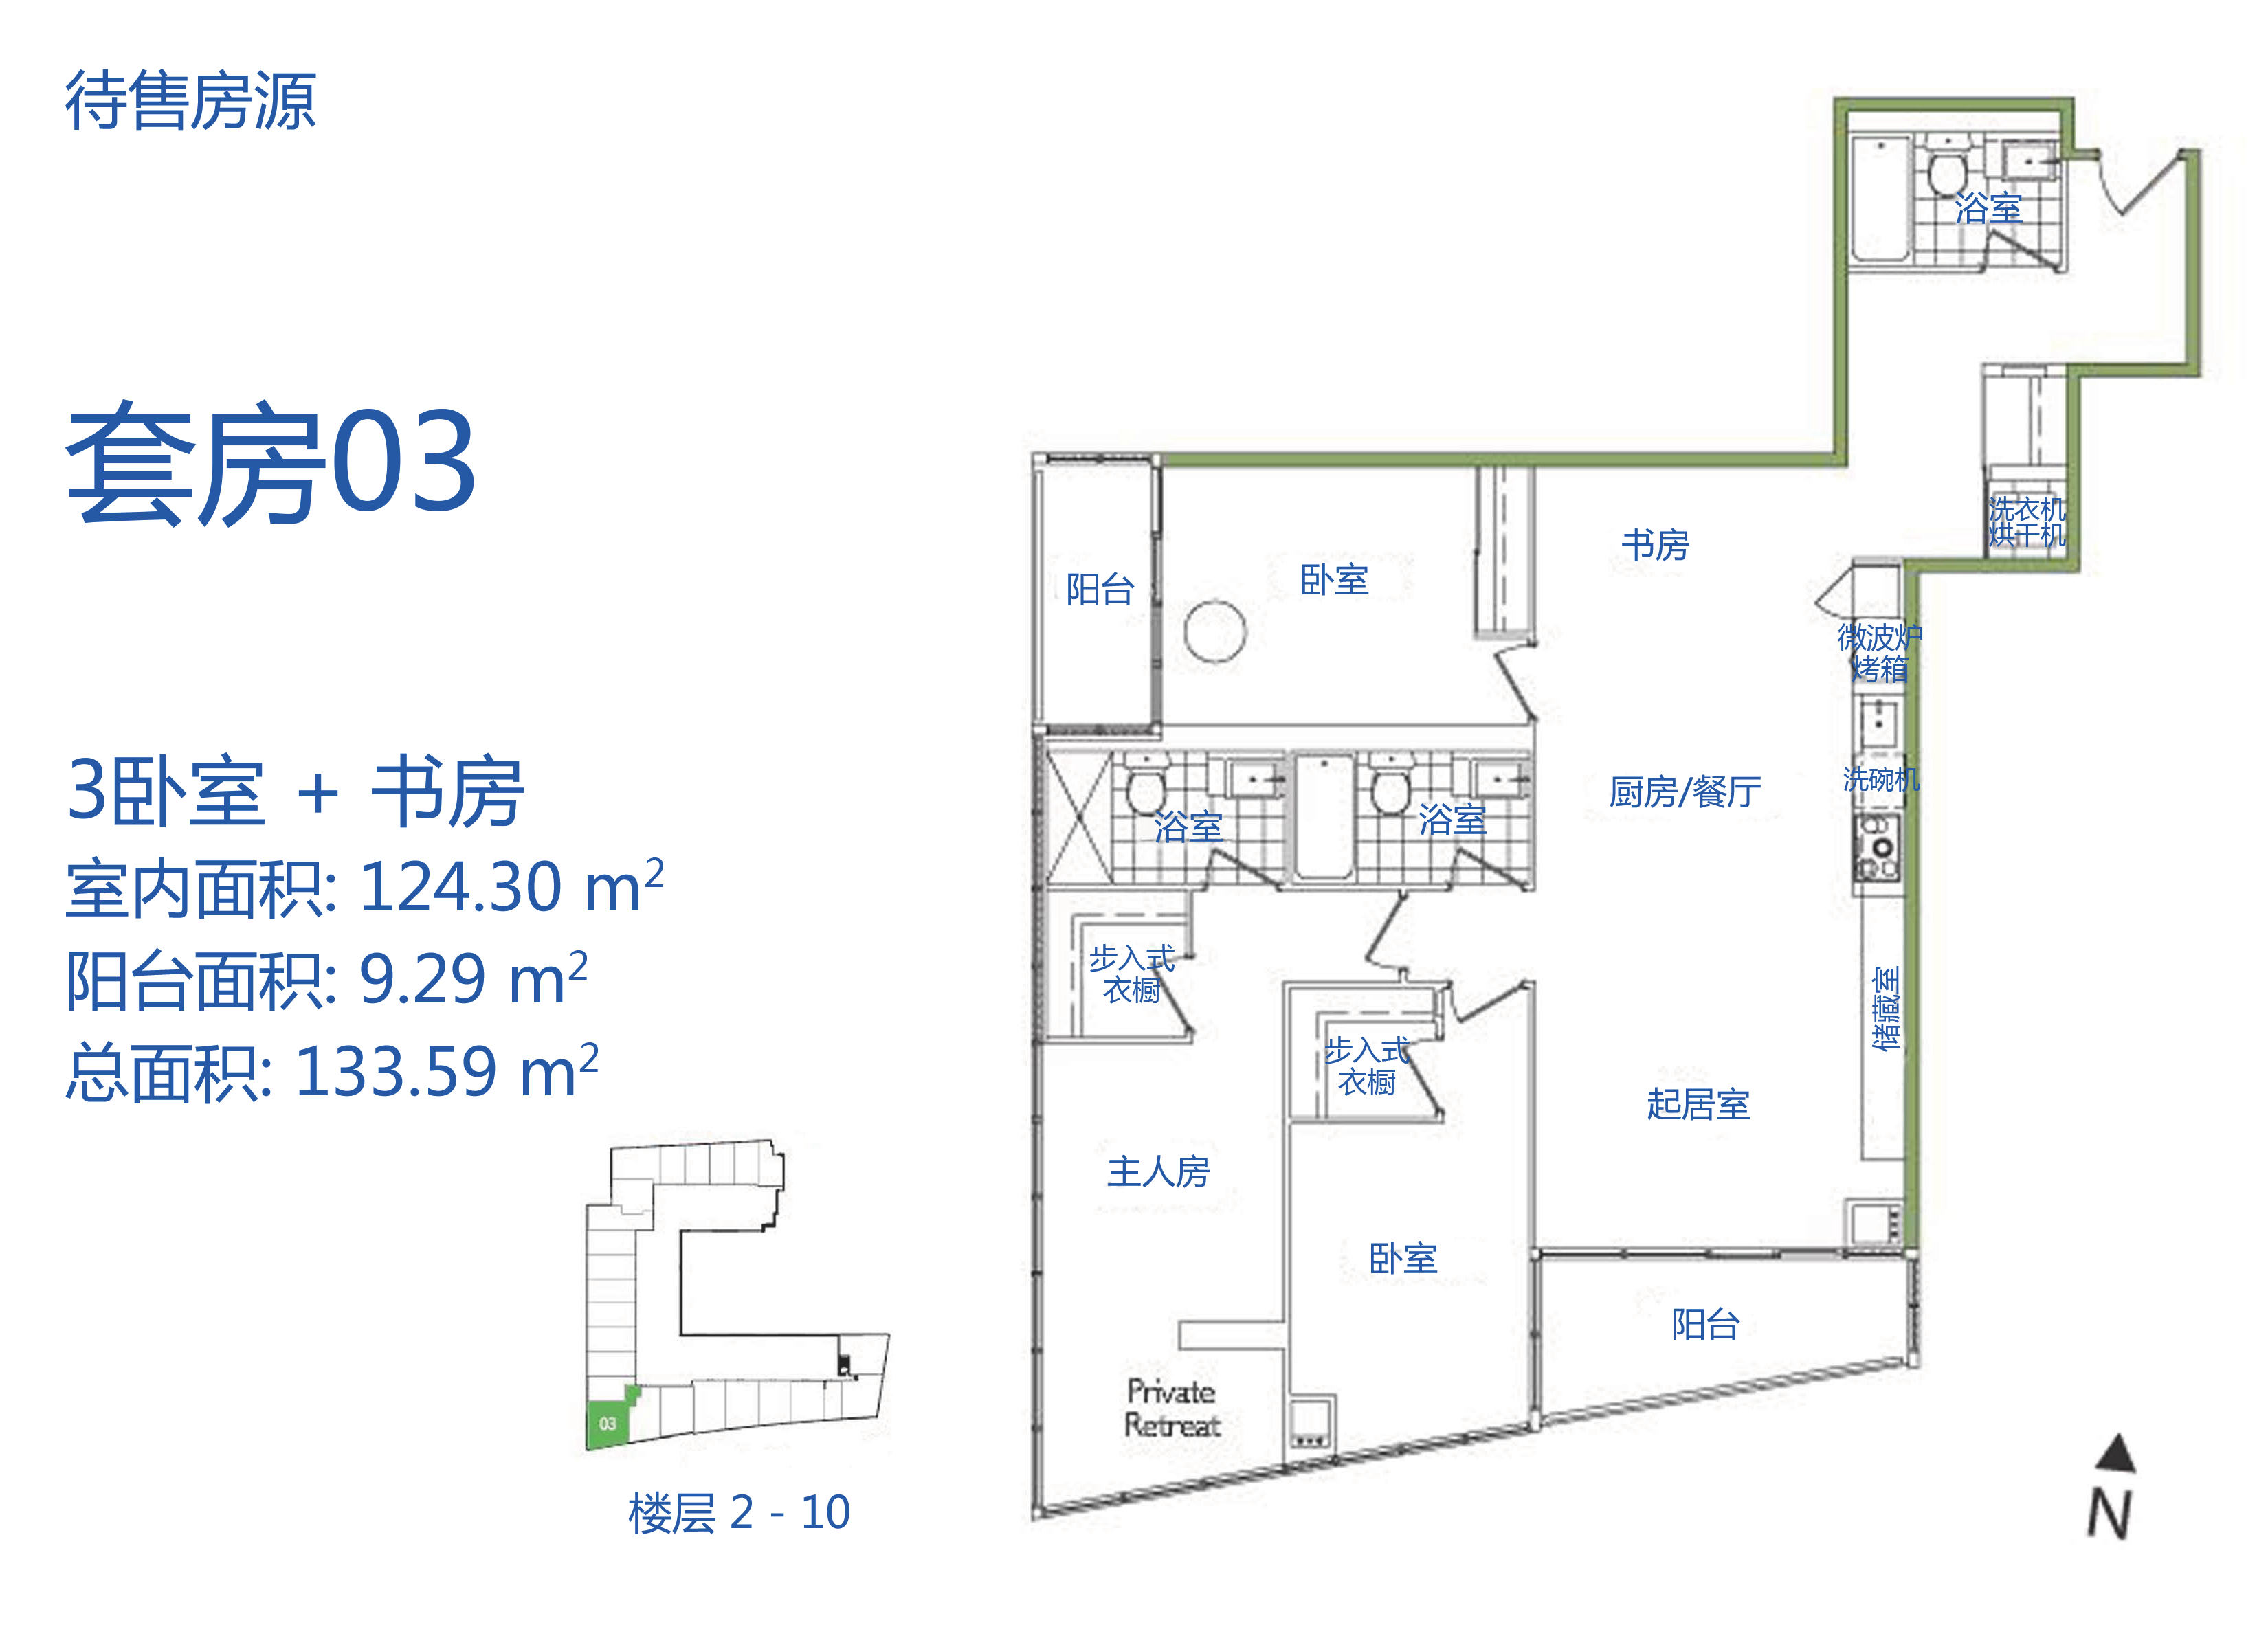 待售房源
套房03
3卧室 + 书房
室内面积: 124.30 m²
阳台面积: 9.29 m²
总面积: 133.59 m²
03
楼层 2 - 10
浴室
洗衣机
烘干机
书房
卧室
阳台
微波炉
烤箱
厨房/餐厅
洗碗机
浴室
浴室
步入式
衣橱
步入式
衣橱
储藏室
起居室
主人房
卧室
阳台
Private
Retreat
N